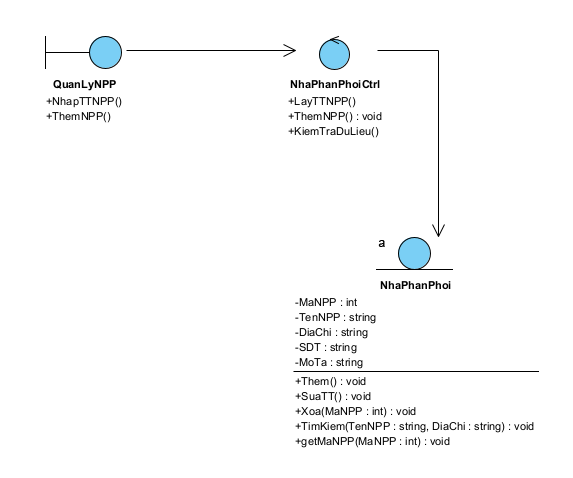 QuanLyNPP
+NhapTTNPP()
+ThemNPP()
NhaPhanPhoiCtrl
+LayTTNPP()
+ThemNPP() : void
+KiemTraDuLieu()
a
NhaPhanPhoi
-MaNPP : int
-TenNPP : string
-DiaChi : string
-SDT : string
-MoTa : string
+Them() : void
+SuaTT() : void
+Xoa(MaNPP : int) : void
+TimKiem(TenNPP : string, DiaChi : string) : void
+getMaNPP(MaNPP : int) : void